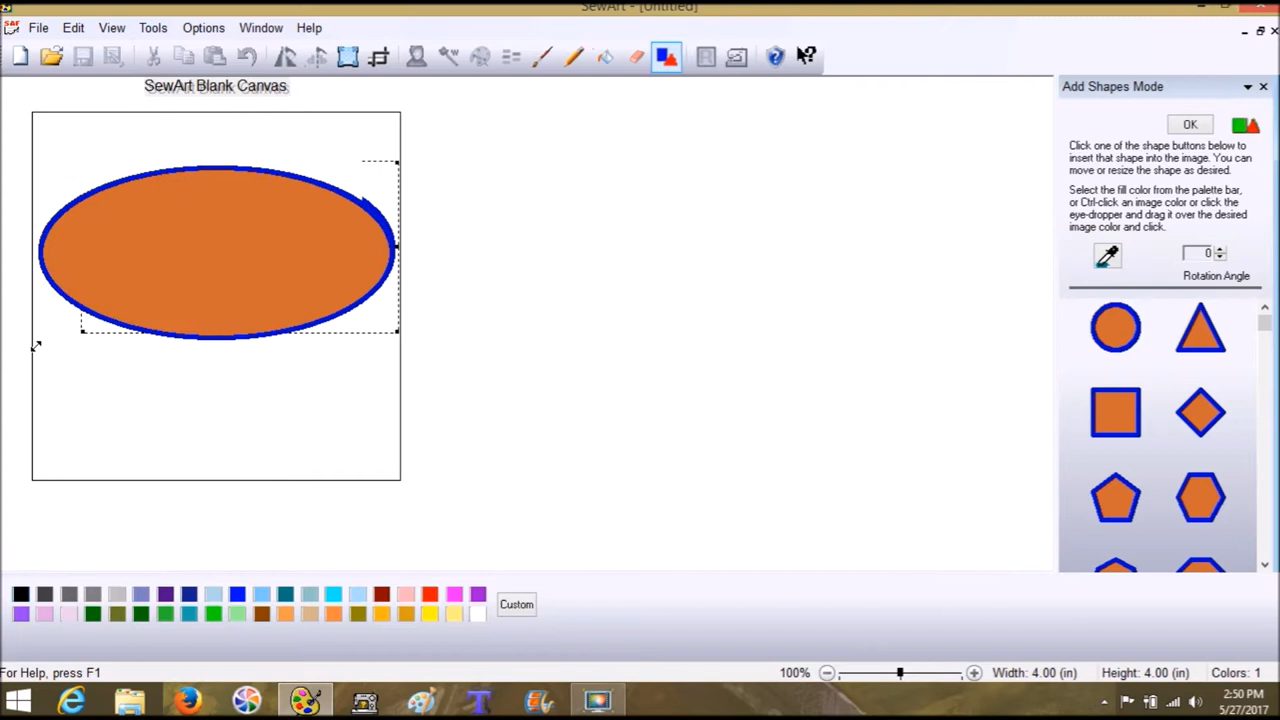 SewArt - [Untitled]
File Edit View Tools Options Window Help
SewArt Blank Canvas
Add Shapes Mode
OK
Click one of the shape buttons below to
insert that shape into the image. You can
move or resize the shape as desired.
Select the fill color from the palette bar,
or Ctrl-click an image color or click the
eye-dropper and drag it over the desired
image color and click.
0
Rotation Angle
Custom
For Help, press F1
100%
Width: 4.00 (in)
Height: 4.00 (in)
Colors: 1
2:50 PM
5/27/2017